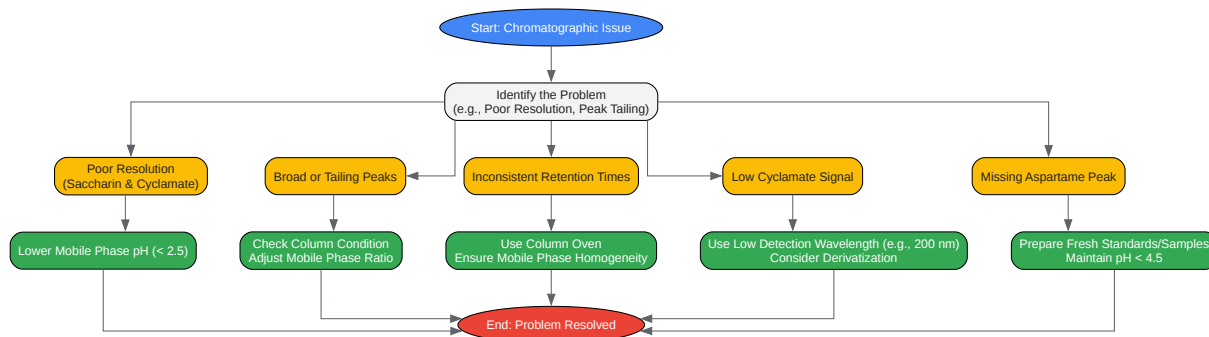 Start: Chromatographic Issue
Identify the Problem
(e.g., Poor Resolution, Peak Tailing)
Poor Resolution
(Saccharin & Cyclamate)
Broad or Tailing Peaks
Inconsistent Retention Times
Low Cyclamate Signal
Missing Aspartame Peak
Lower Mobile Phase pH (< 2.5)
Check Column Condition
Adjust Mobile Phase Ratio
Use Column Oven
Ensure Mobile Phase Homogeneity
Use Low Detection Wavelength (e.g., 200 nm)
Consider Derivatization
Prepare Fresh Standards/Samples
Maintain pH < 4.5
End: Problem Resolved